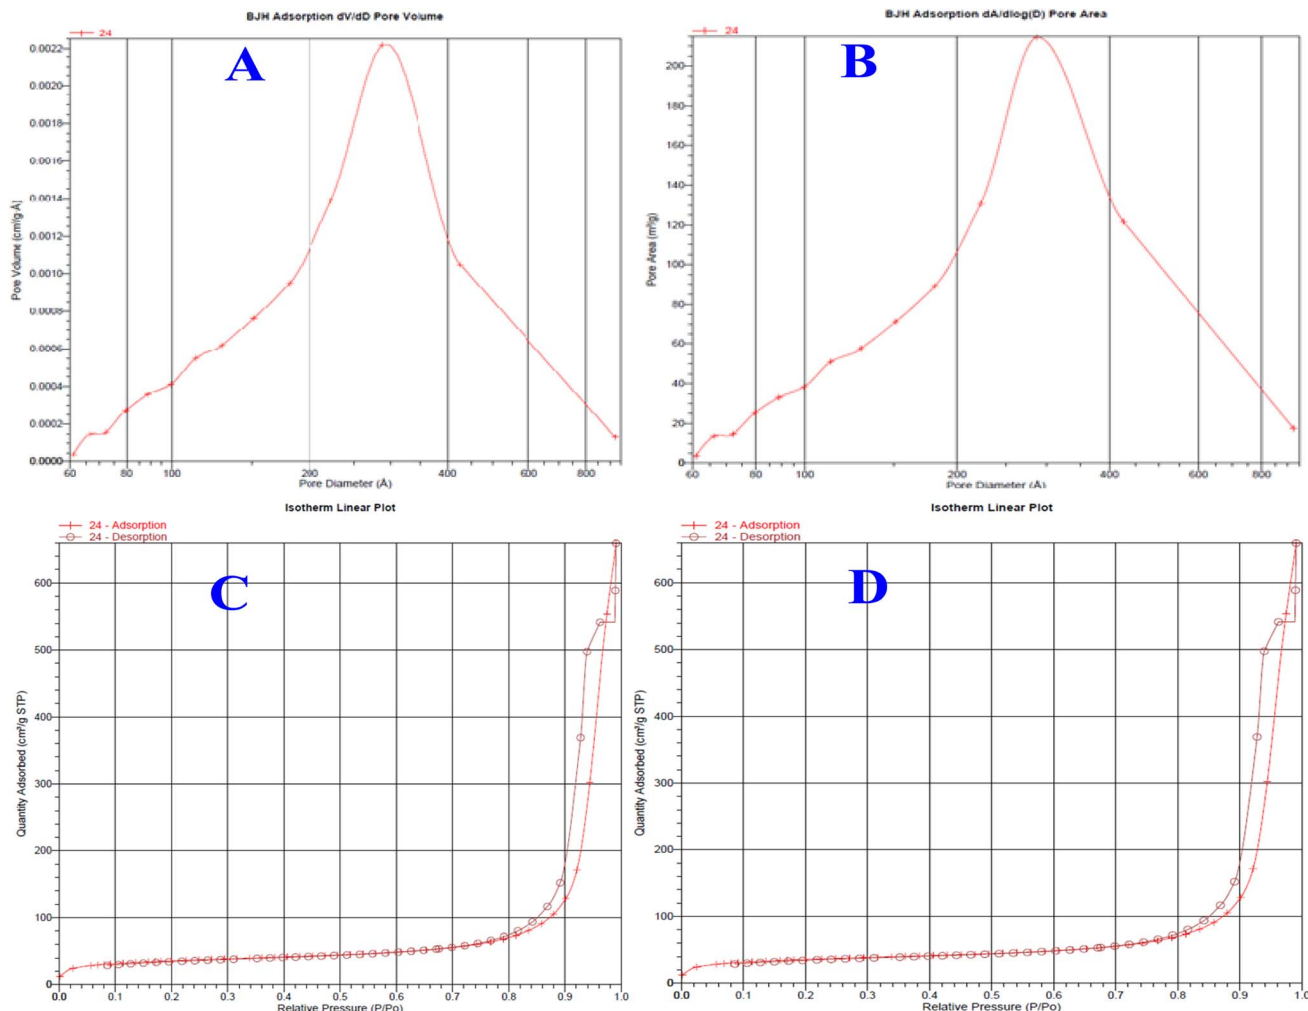 BJH Adsorption dV/dD Pore Volume
24
A
Pore Volume (cm³/g·Å)
0.0022
0.0020
0.0018
0.0016
0.0014
0.0012
0.0010
0.0008
0.0006
0.0004
0.0002
0.0000
60 80 100 200 400 600 800
Pore Diameter (Å)
BJH Adsorption dA/dlog(D) Pore Area
24
B
Pore Area (m²/g)
200
180
160
140
120
100
80
60
40
20
0
60 80 100 200 400 600 800
Pore Diameter (Å)
Isotherm Linear Plot
24 - Adsorption
24 - Desorption
C
Quantity Adsorbed (cm³/g STP)
600
500
400
300
200
100
0
0.0 0.1 0.2 0.3 0.4 0.5 0.6 0.7 0.8 0.9 1.0
Relative Pressure (P/Po)
Isotherm Linear Plot
24 - Adsorption
24 - Desorption
D
Quantity Adsorbed (cm³/g STP)
600
500
400
300
200
100
0
0.0 0.1 0.2 0.3 0.4 0.5 0.6 0.7 0.8 0.9 1.0
Relative Pressure (P/Po)